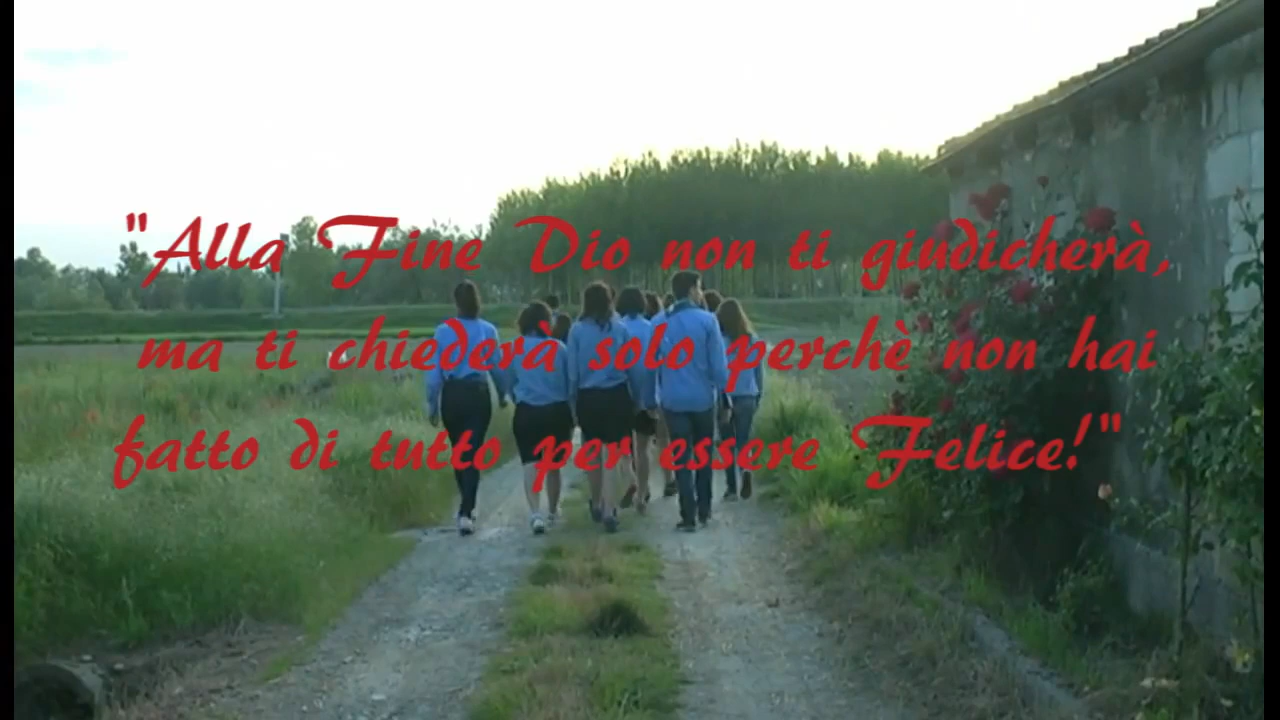 "Alla Fine Dio non ti giudicherà,
ma ti chiederà solo perchè non hai
fatto di tutto per essere Felice!"